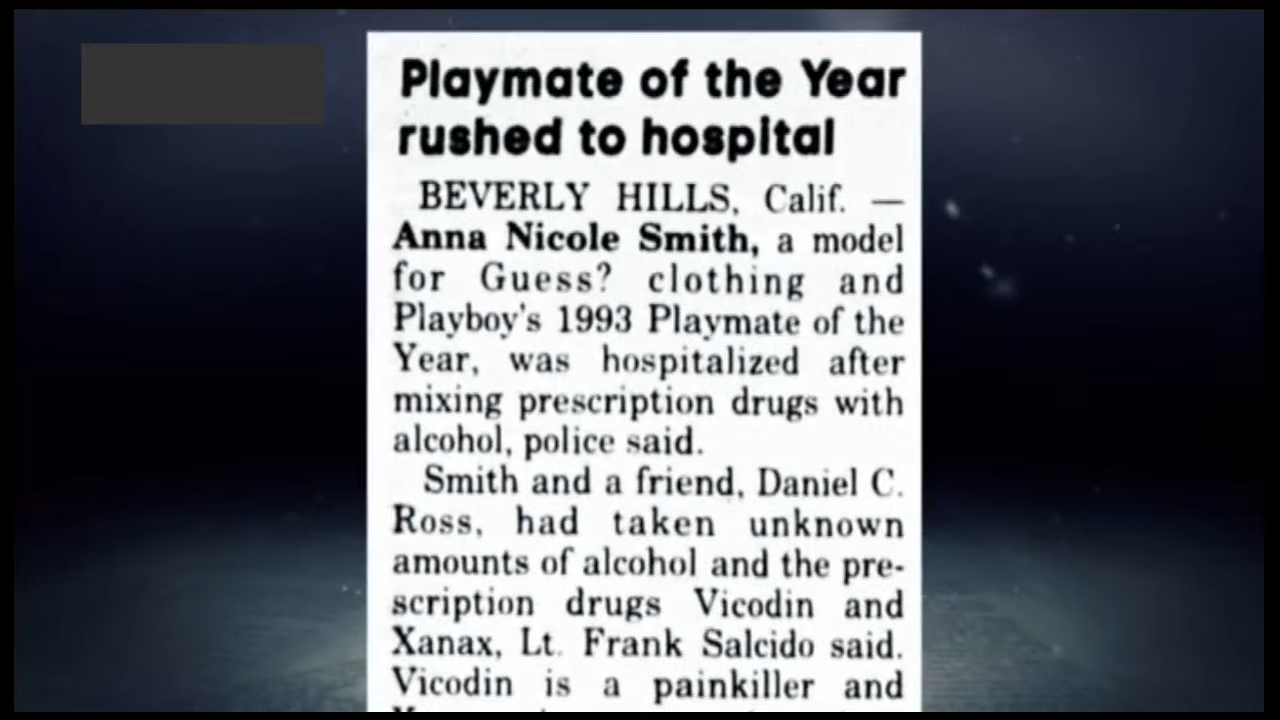 Playmate of the Year
rushed to hospital
BEVERLY HILLS, Calif. —
Anna Nicole Smith, a model
for Guess? clothing and
Playboy's 1993 Playmate of the
Year, was hospitalized after
mixing prescription drugs with
alcohol, police said.
Smith and a friend, Daniel C.
Ross, had taken unknown
amounts of alcohol and the pre-
scription drugs Vicodin and
Xanax, Lt. Frank Salcido said.
Vicodin is a painkiller and